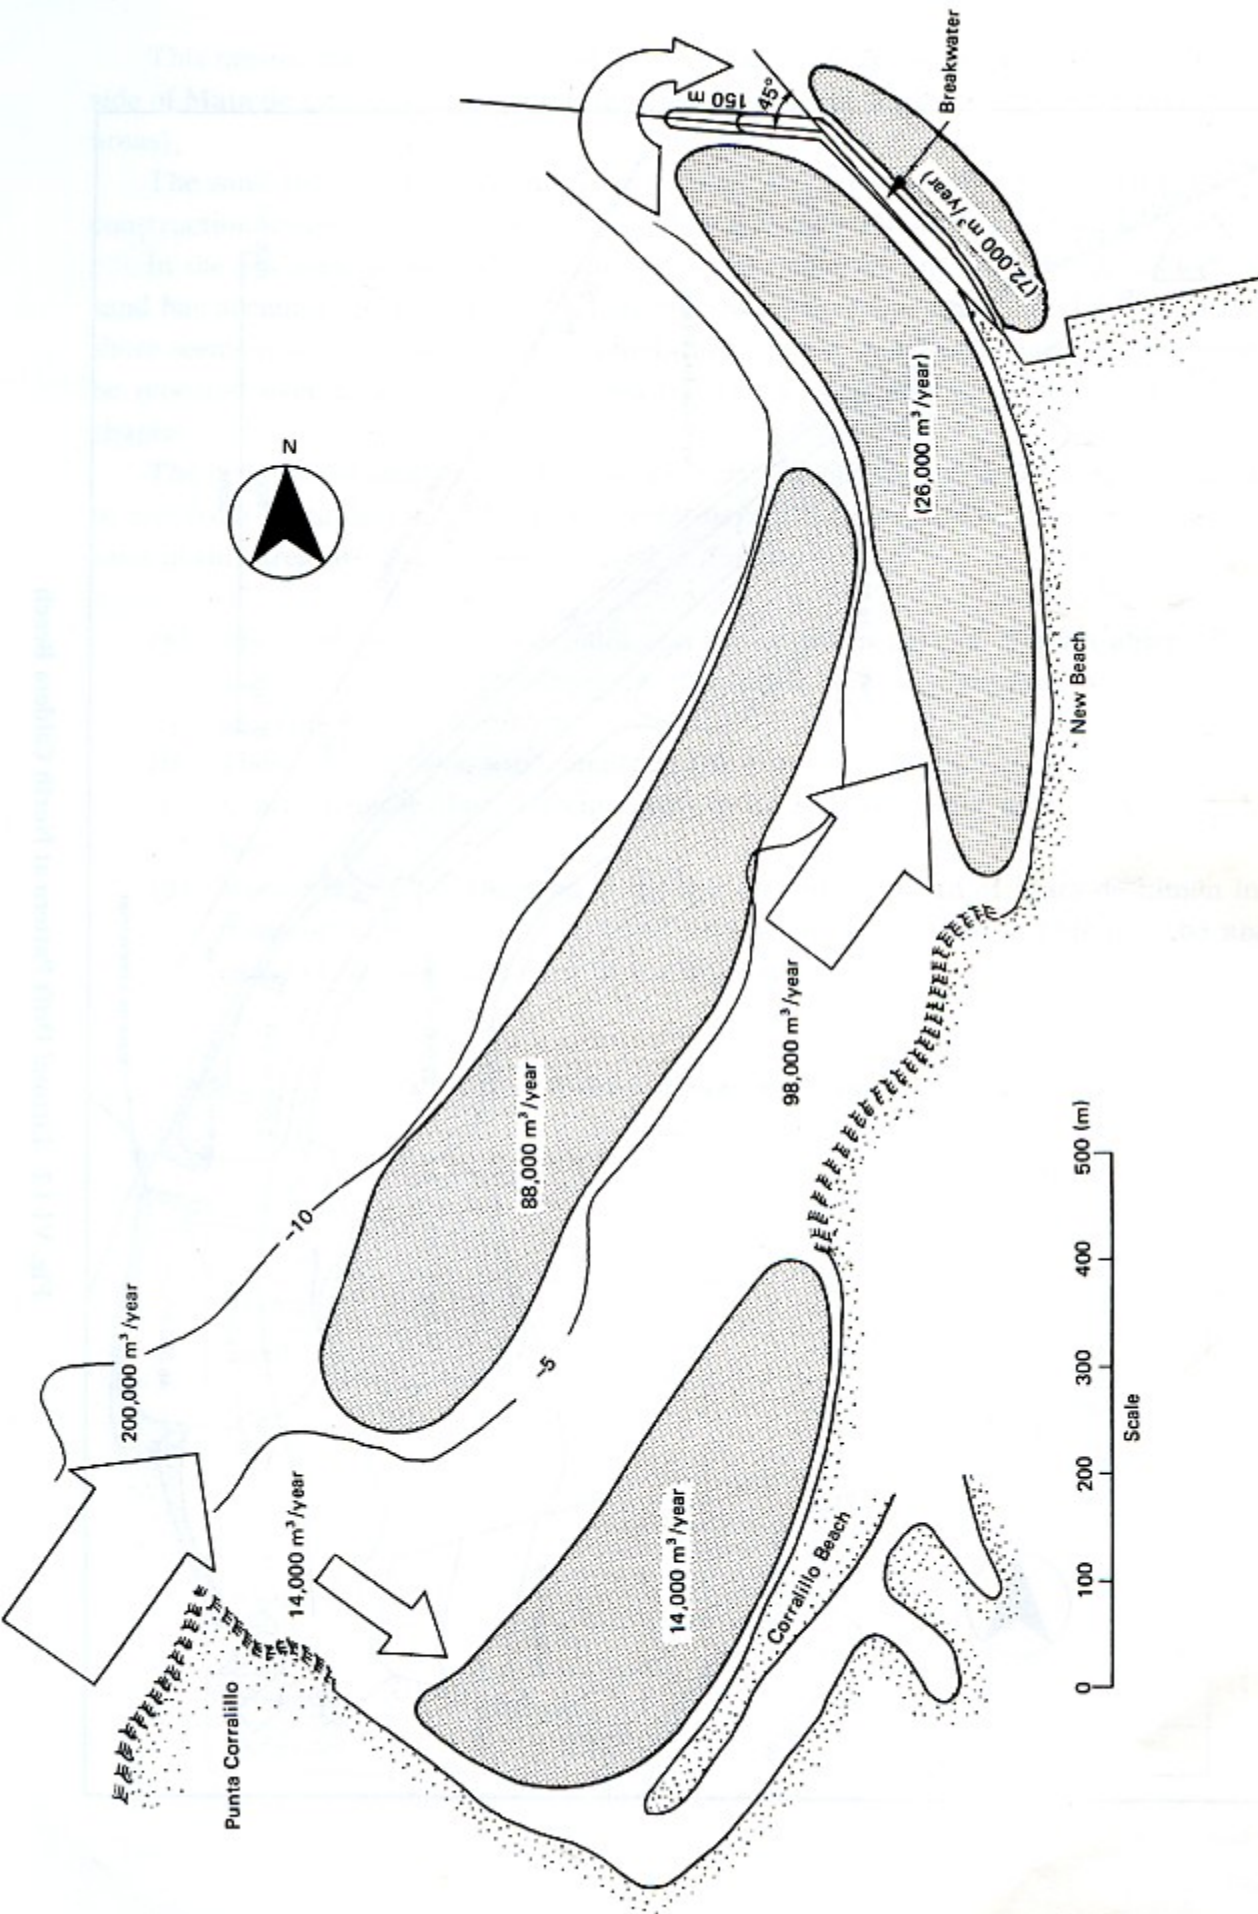 200,000 m³/year
Punta Corralillo
N
14,000 m³/year
-10
88,000 m³/year
-5
14,000 m³/year
150 m
45°
98,000 m³/year
Corralillo Beach
(26,000 m³/year)
Breakwater
(72,000 m³/year)
New Beach
0 100 200 300 400 500 (m)
Scale